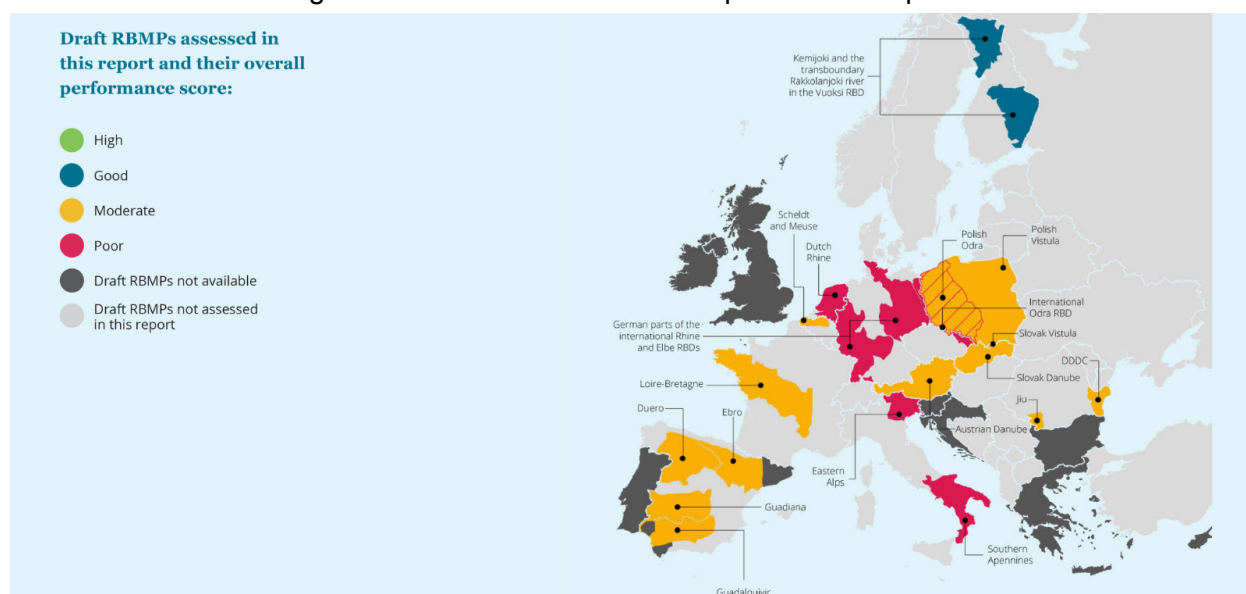 Draft RBMPs assessed in
this report and their overall
performance score:
High
Good
Moderate
Poor
Draft RBMPs not available
Draft RBMPs not assessed
in this report
Kemijoki and the
transboundary
Rakkolanjoki river
in the Vuoksi RBD
Scheldt
and Meuse
Dutch
Rhine
Polish
Odra
Polish
Vistula
International
Odra RBD
German parts of the
international Rhine
and Elbe RBDs
Slovak Vistula
DDDC
Slovak Danube
Loire-Bretagne
Jiu
Duero
Ebro
Austrian Danube
Eastern
Alps
Guadiana
Southern
Apennines
Guadalquivir